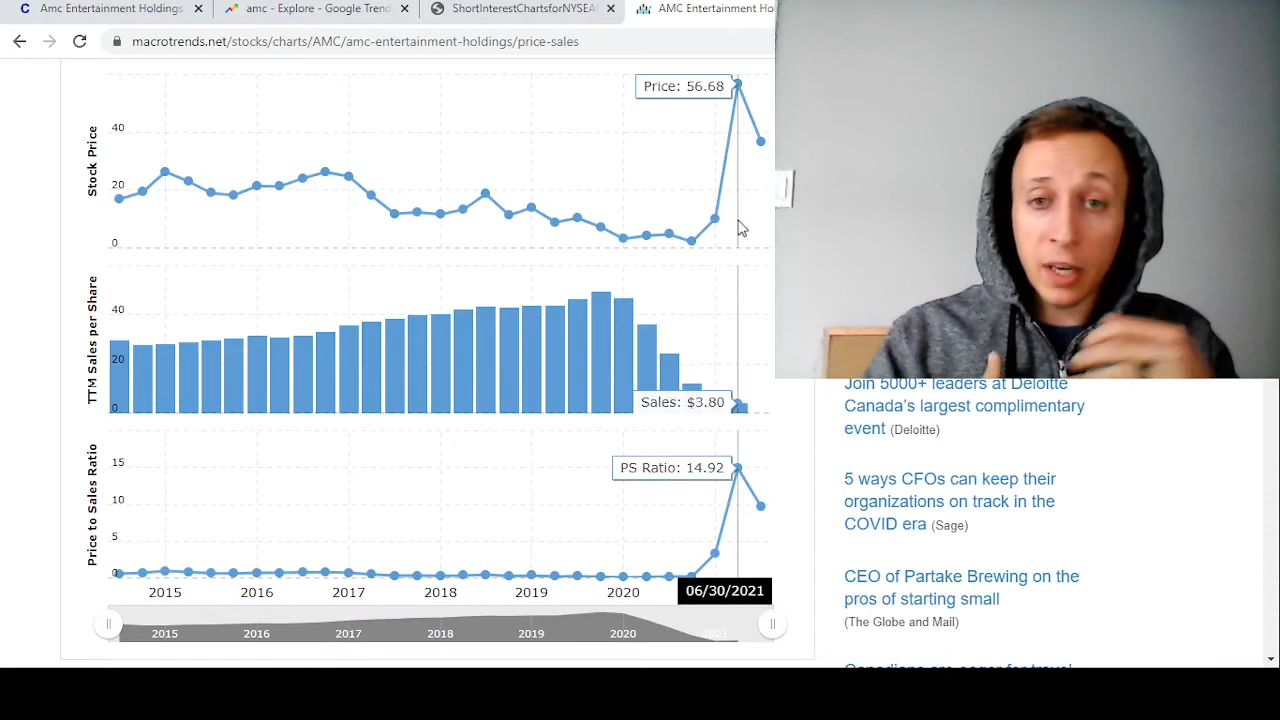 Amc Entertainment Holdings
amc - Explore - Google Trend
ShortInterestChartsforNYSEA
AMC Entertainment Ho
macrotrends.net/stocks/charts/AMC/amc-entertainment-holdings/price-sales
Stock Price
40
20
0
Price: 56.68
TTM Sales per Share
40
20
0
Sales: $3.80
Price to Sales Ratio
15
10
5
0
PS Ratio: 14.92
2015
2016
2017
2018
2019
2020
06/30/2021
2015
2016
2017
2018
2019
2020
2021
Join 5000+ leaders at Deloitte
Canada's largest complimentary
event (Deloitte)
5 ways CFOs can keep their
organizations on track in the
COVID era (Sage)
CEO of Partake Brewing on the
pros of starting small
(The Globe and Mail)